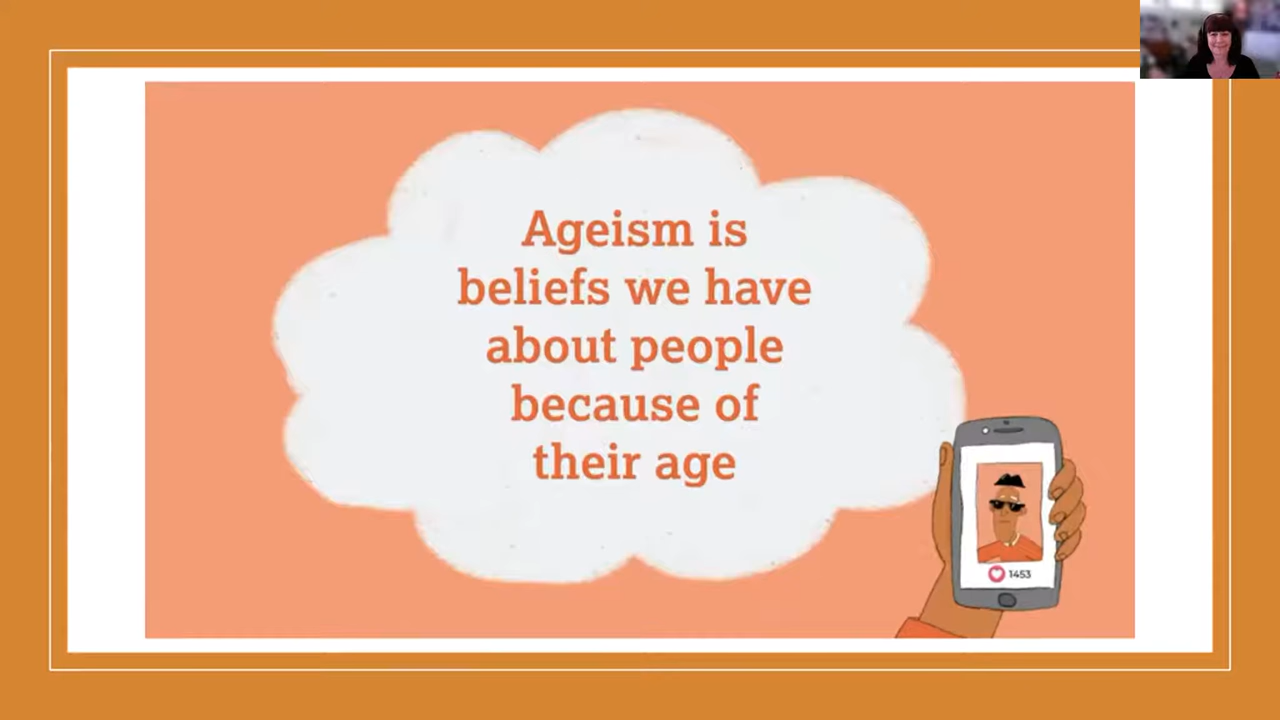 Ageism is
beliefs we have
about people
because of
their age
1453